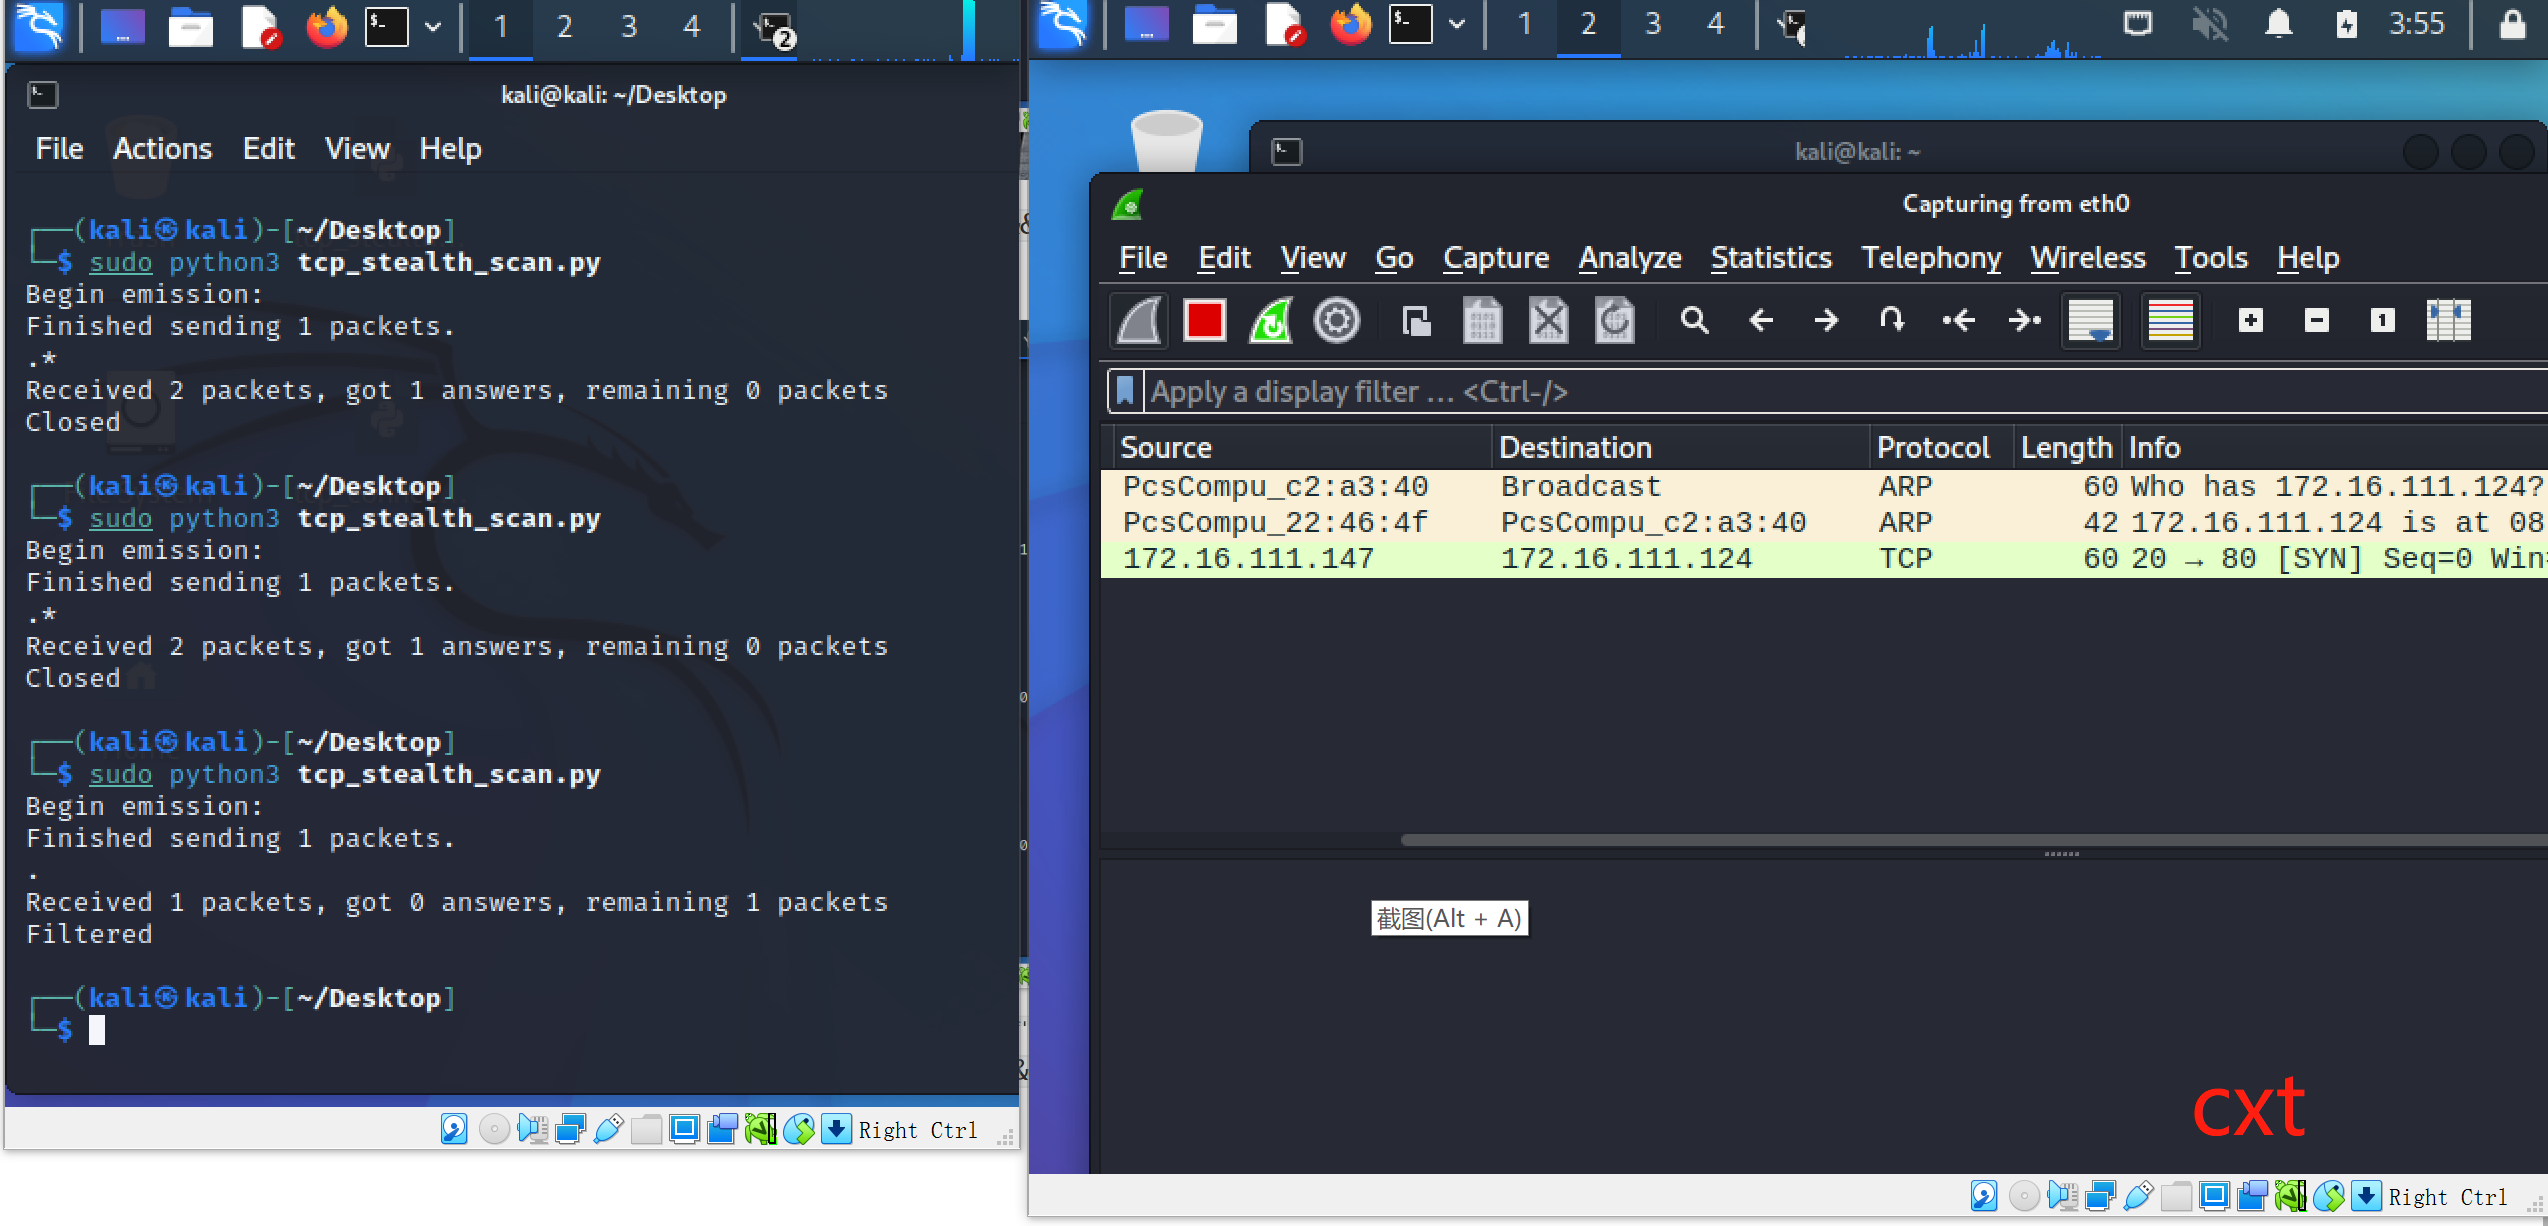 1 2 3 4 2
kali@kali: ~/Desktop
File Actions Edit View Help
(kali㉿kali)-[~/Desktop]
$ sudo python3 tcp_stealth_scan.py
Begin emission:
Finished sending 1 packets.
.*
Received 2 packets, got 1 answers, remaining 0 packets
Closed
(kali㉿kali)-[~/Desktop]
$ sudo python3 tcp_stealth_scan.py
Begin emission:
Finished sending 1 packets.
.*
Received 2 packets, got 1 answers, remaining 0 packets
Closed
(kali㉿kali)-[~/Desktop]
$ sudo python3 tcp_stealth_scan.py
Begin emission:
Finished sending 1 packets.
.
Received 1 packets, got 0 answers, remaining 1 packets
Filtered
(kali㉿kali)-[~/Desktop]
$
Right Ctrl
1 2 3 4 3:55
kali@kali: ~
Capturing from eth0
File Edit View Go Capture Analyze Statistics Telephony Wireless Tools Help
Apply a display filter … <Ctrl-/>
Source Destination Protocol Length Info
PcsCompu_c2:a3:40 Broadcast ARP 60 Who has 172.16.111.124?
PcsCompu_22:46:4f PcsCompu_c2:a3:40 ARP 42 172.16.111.124 is at 08
172.16.111.147 172.16.111.124 TCP 60 20 → 80 [SYN] Seq=0 Win=
截图(Alt + A)
cxt
Right Ctrl